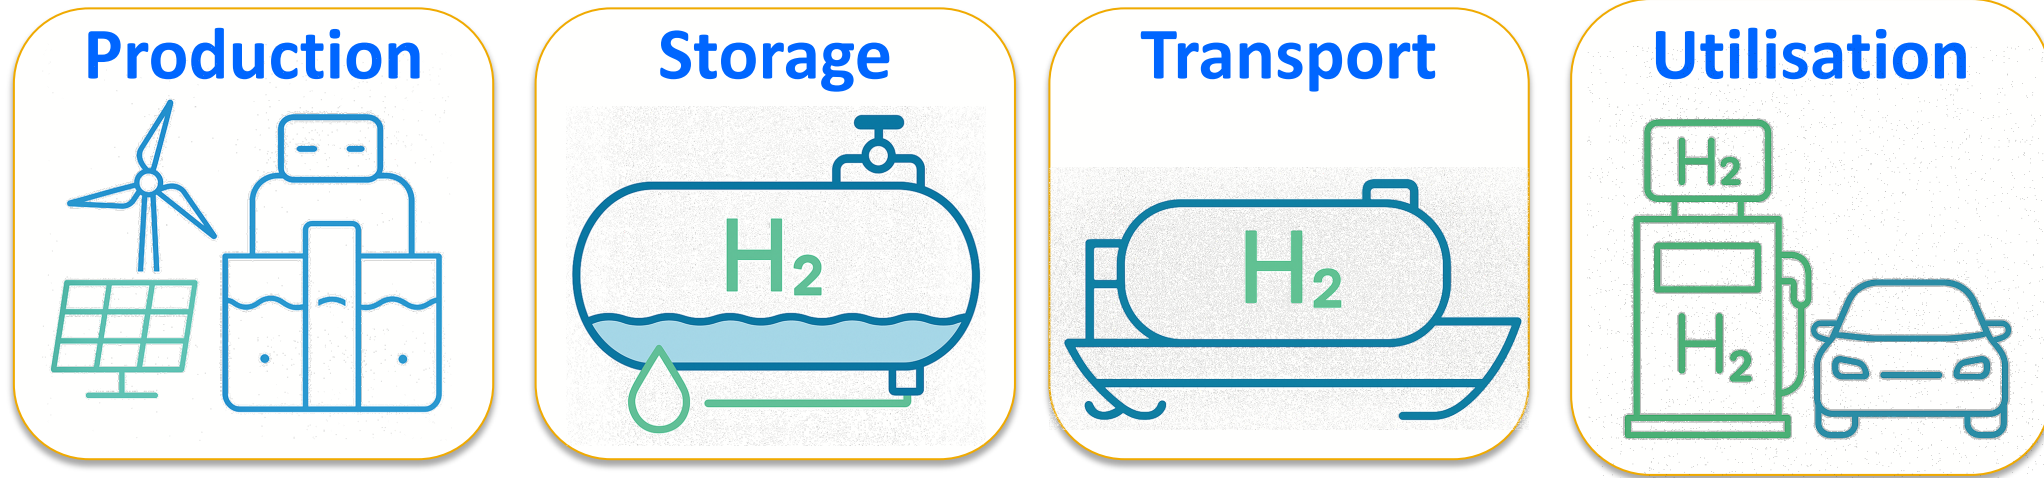 Production
Storage
Transport
Utilisation
H₂
H₂
H₂
H₂